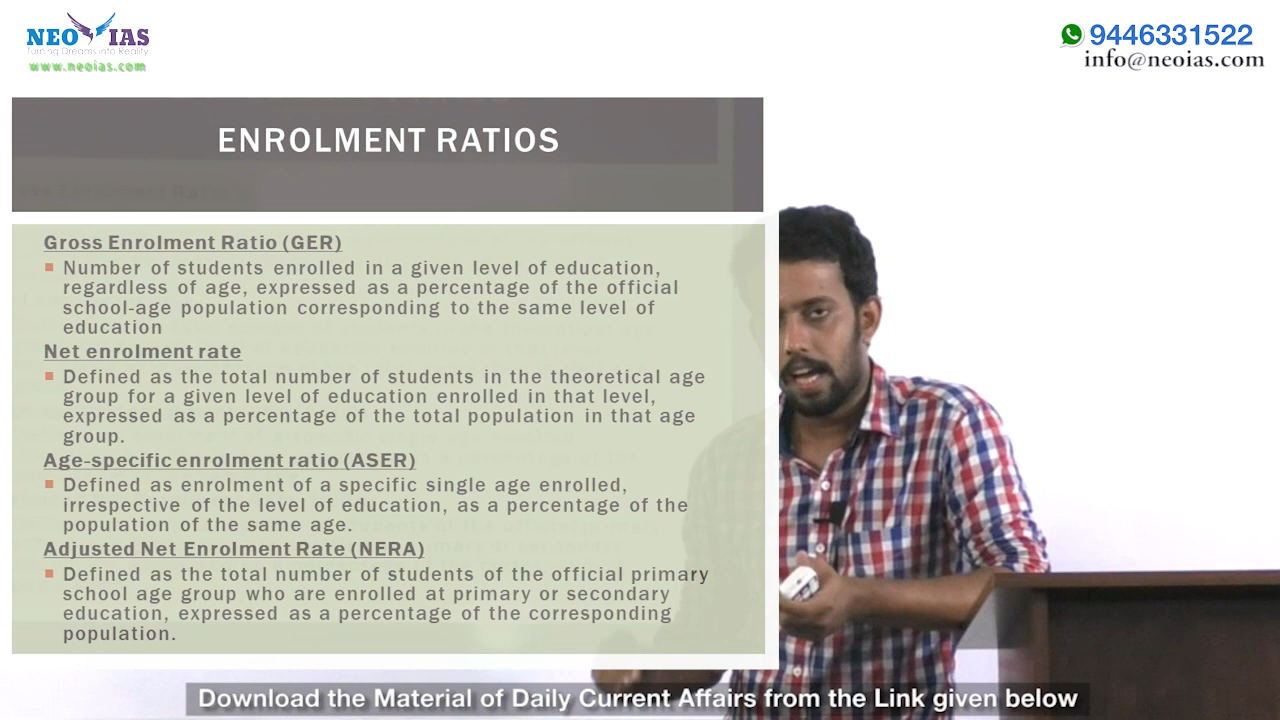 NEO IAS
Turning Dreams into Reality
www.neoias.com
9446331522
info@neoias.com
ENROLMENT RATIOS
Gross Enrolment Ratio (GER)
Number of students enrolled in a given level of education,
regardless of age, expressed as a percentage of the official
school-age population corresponding to the same level of
education
Net enrolment rate
Defined as the total number of students in the theoretical age
group for a given level of education enrolled in that level,
expressed as a percentage of the total population in that age
group.
Age-specific enrolment ratio (ASER)
Defined as enrolment of a specific single age enrolled,
irrespective of the level of education, as a percentage of the
population of the same age.
Adjusted Net Enrolment Rate (NERA)
Defined as the total number of students of the official primary
school age group who are enrolled at primary or secondary
education, expressed as a percentage of the corresponding
population.
Download the Material of Daily Current Affairs from the Link given below